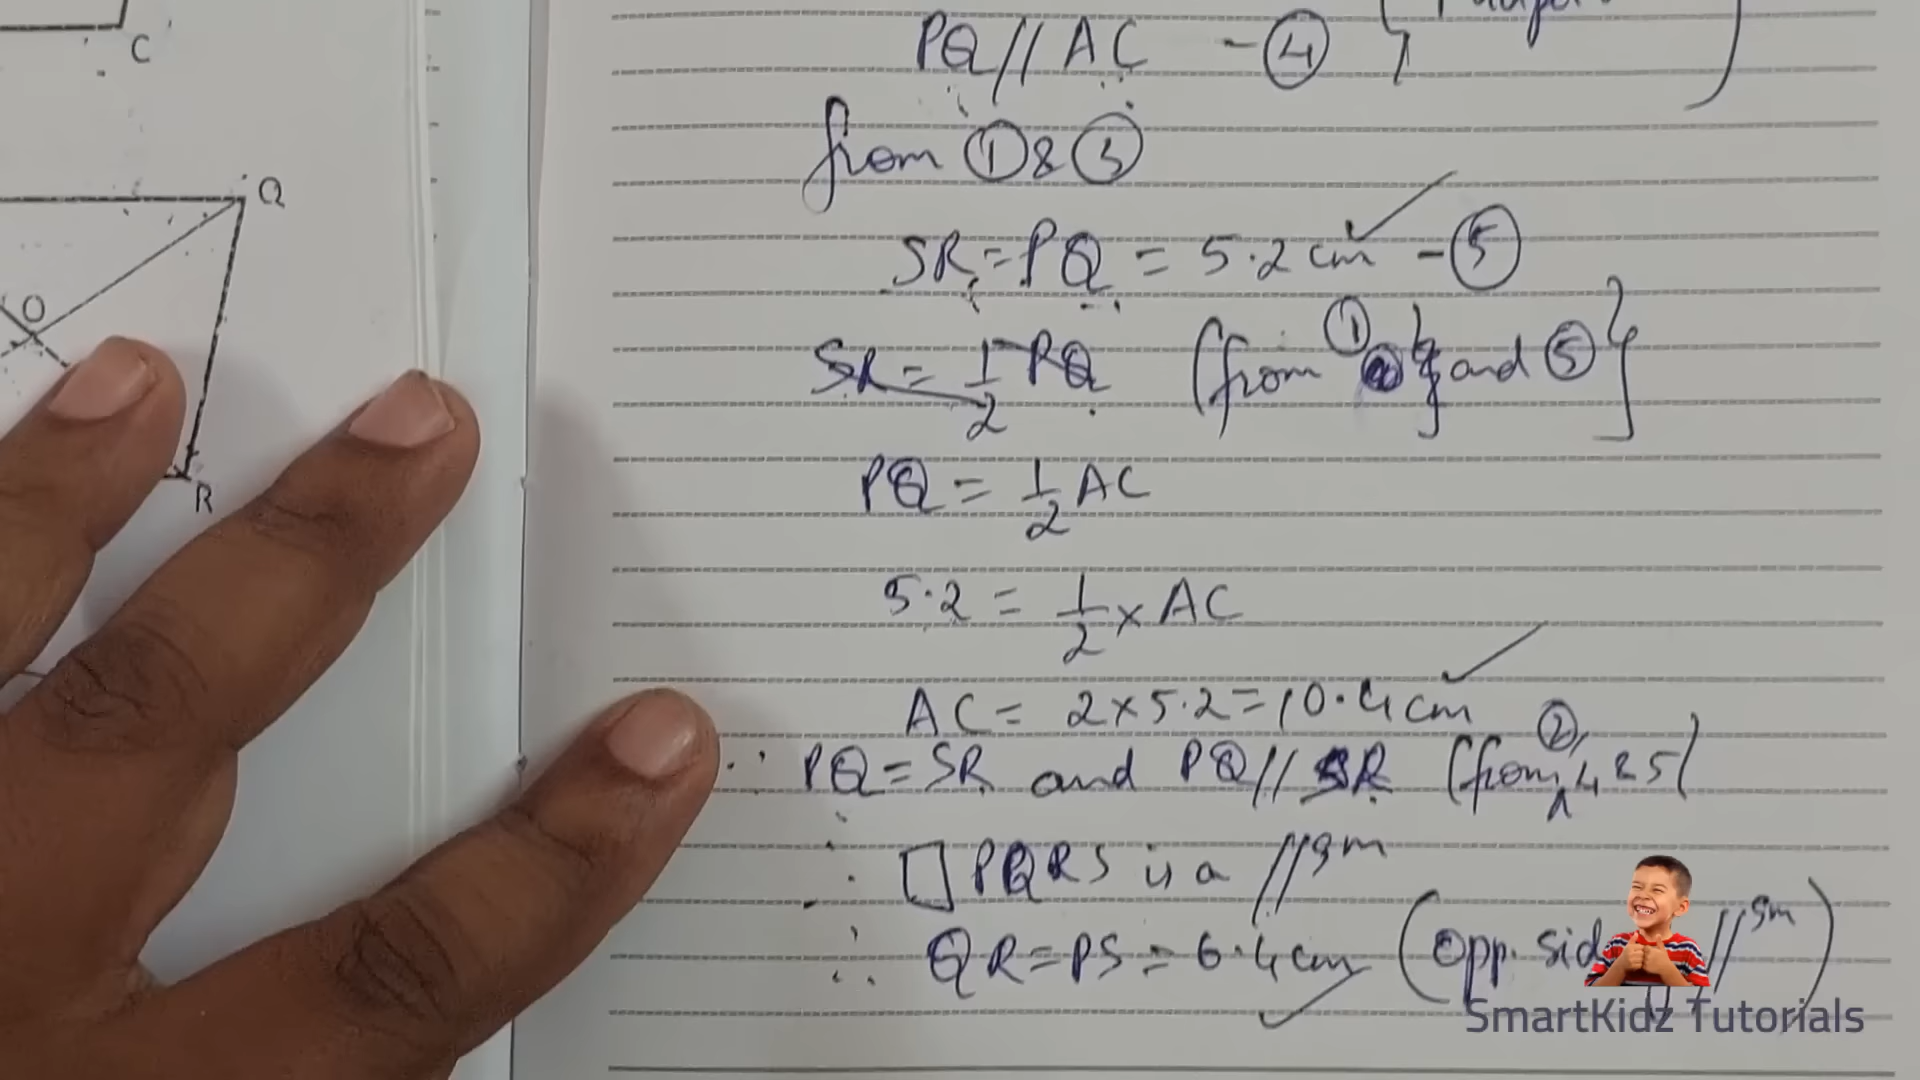 C
Q
O
R
PQ // AC - ④
from ① & ③
SR = PQ = 5.2 cm - ⑤
SR = 1/2 PQ (from ① and ⑤}
PQ = 1/2 AC
5.2 = 1/2 × AC
AC = 2 × 5.2 = 10.4 cm
∴ PQ = SR and PQ // SR (from ②, 4 & 5)
∴ □ PQRS is a //gm
∴ QR = PS = 6.4 cm (opp. sid //gm)
SmartKidz Tutorials